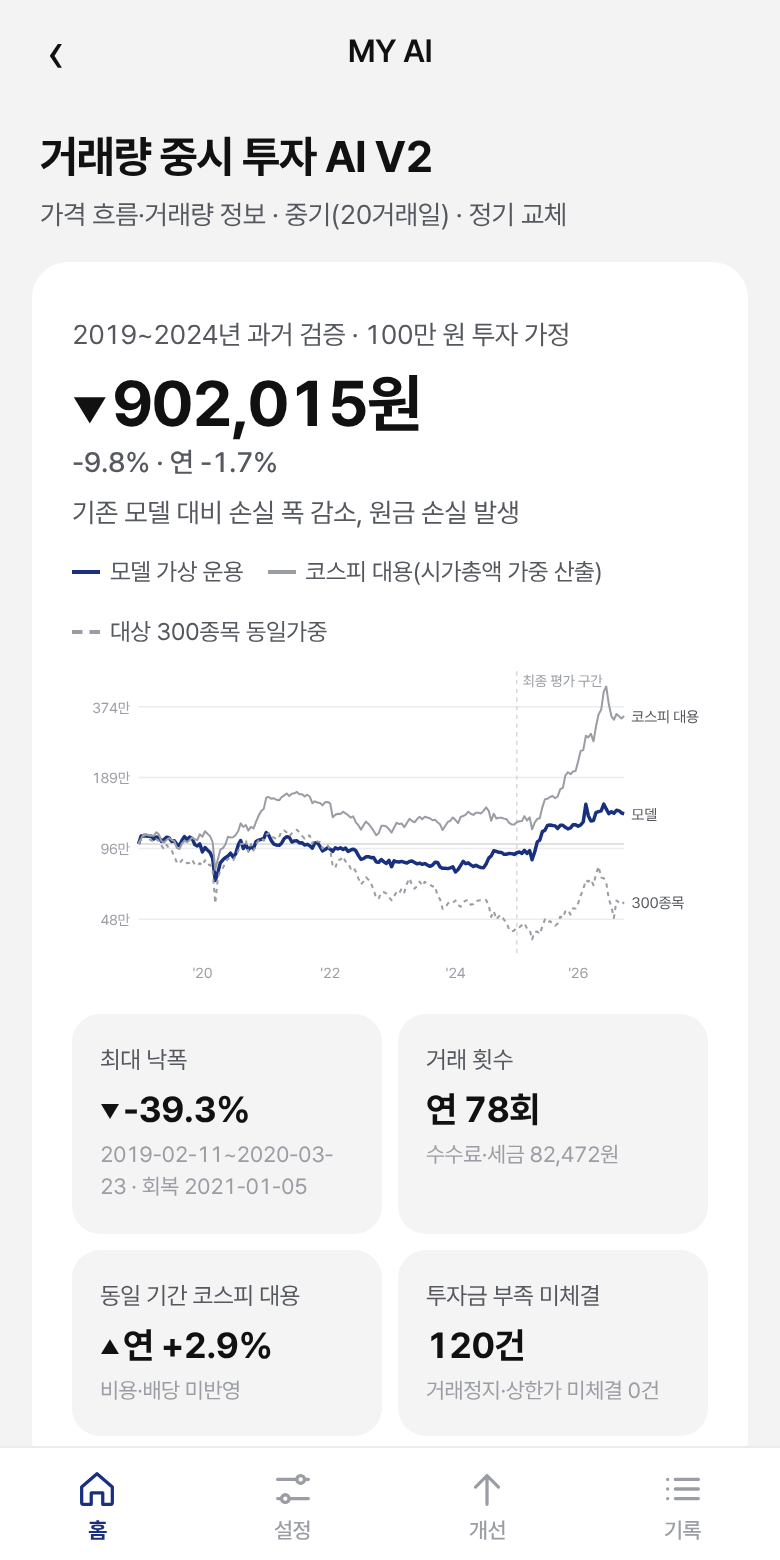 MY AI
거래량 중시 투자 AI V2
가격 흐름·거래량 정보 · 중기(20거래일) · 정기 교체
2019~2024년 과거 검증 · 100만 원 투자 가정
▼902,015원
-9.8% · 연 -1.7%
기존 모델 대비 손실 폭 감소, 원금 손실 발생
모델 가상 운용 코스피 대용(시가총액 가중 산출)
대상 300종목 동일가중
최종 평가 구간
374만
코스피 대용
189만
모델
96만
300종목
48만
'20 '22 '24 '26
최대 낙폭
▼-39.3%
2019-02-11~2020-03-
23 · 회복 2021-01-05
거래 횟수
연 78회
수수료·세금 82,472원
동일 기간 코스피 대용
▲연 +2.9%
비용·배당 미반영
투자금 부족 미체결
120건
거래정지·상한가 미체결 0건
홈 설정 개선 기록